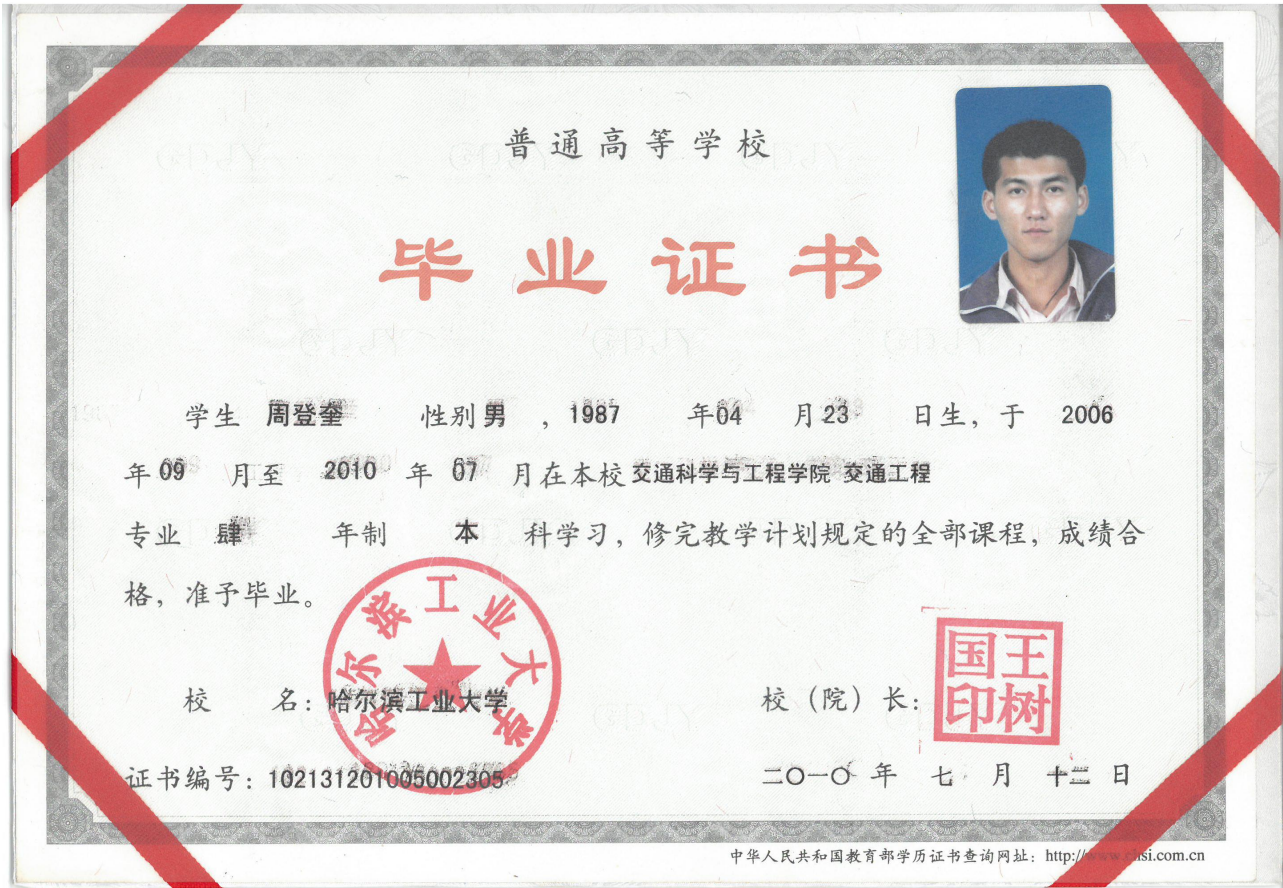 普通高等学校
毕业证书
学生 周登奎 性别 男 ，1987 年 04 月 23 日生，于 2006
年 09 月至 2010 年 07 月在本校 交通科学与工程学院 交通工程
专业 肆 年制 本 科学习，修完教学计划规定的全部课程，成绩合
格，准予毕业。
哈尔滨工业大学
王树国印
校 名：哈尔滨工业大学 校（院）长：
证书编号：102131201005002305 二〇一〇年 七 月 十二 日
中华人民共和国教育部学历证书查询网址：http://www.chsi.com.cn